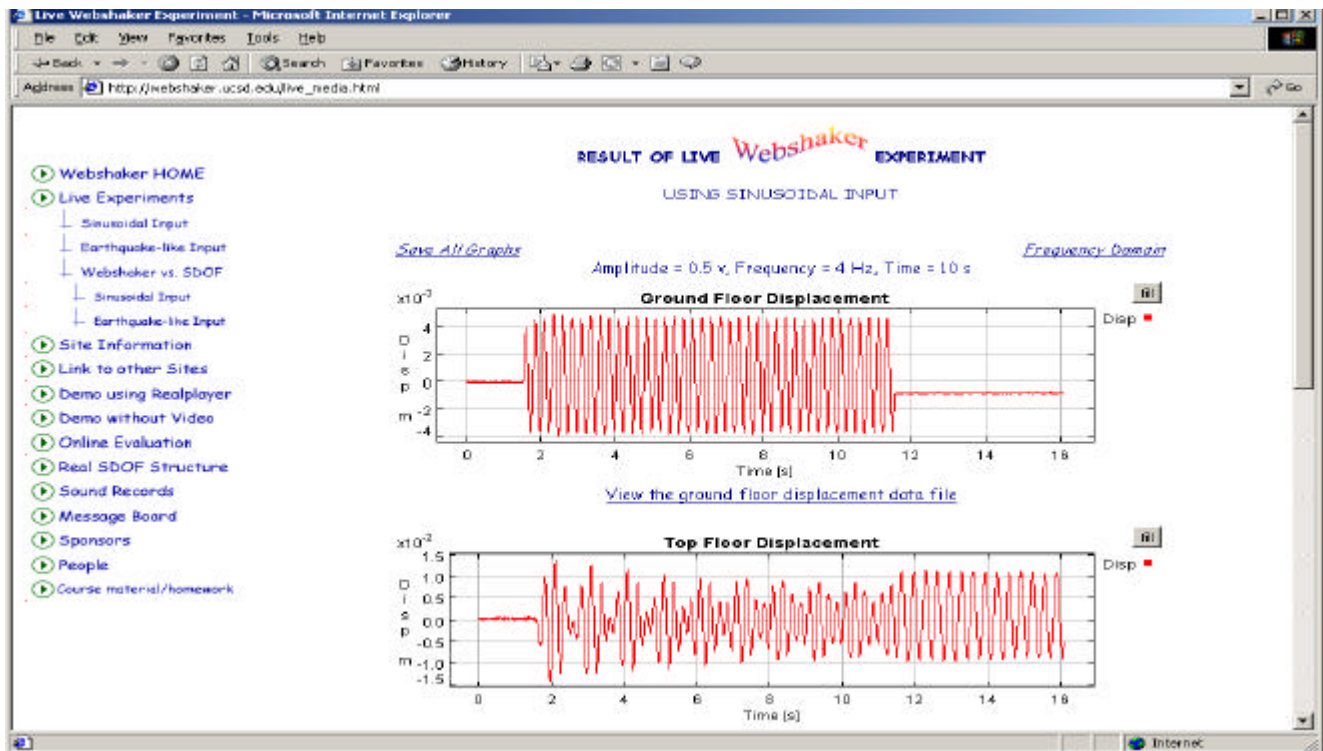 Live Webshaker Experiment - Microsoft Internet Explorer
File Edit View Favorites Tools Help
Back Search Favorites History
Address http://webshaker.ucsd.edu/live_media.html Go
Webshaker HOME
Live Experiments
Sinusoidal Input
Earthquake-like Input
Webshaker vs. SDOF
Sinusoidal Input
Earthquake-like Input
Site Information
Link to other Sites
Demo using Realplayer
Demo without Video
Online Evaluation
Real SDOF Structure
Sound Records
Message Board
Sponsors
People
Course material/homework
RESULT OF LIVE Webshaker EXPERIMENT
USING SINUSOIDAL INPUT
Save All Graphs
Frequency Domain
Amplitude = 0.5 v, Frequency = 4 Hz, Time = 10 s
fill
x10-3 Ground Floor Displacement
Disp
4
2
0
-2
-4
Disp m
0 2 4 6 8 10 12 14 16
Time [s]
View the ground floor displacement data file
fill
x10-2 Top Floor Displacement
Disp
1.5
1.0
0.5
0.0
-0.5
-1.0
-1.5
Disp m
0 2 4 6 8 10 12 14 16
Time [s]
Internet